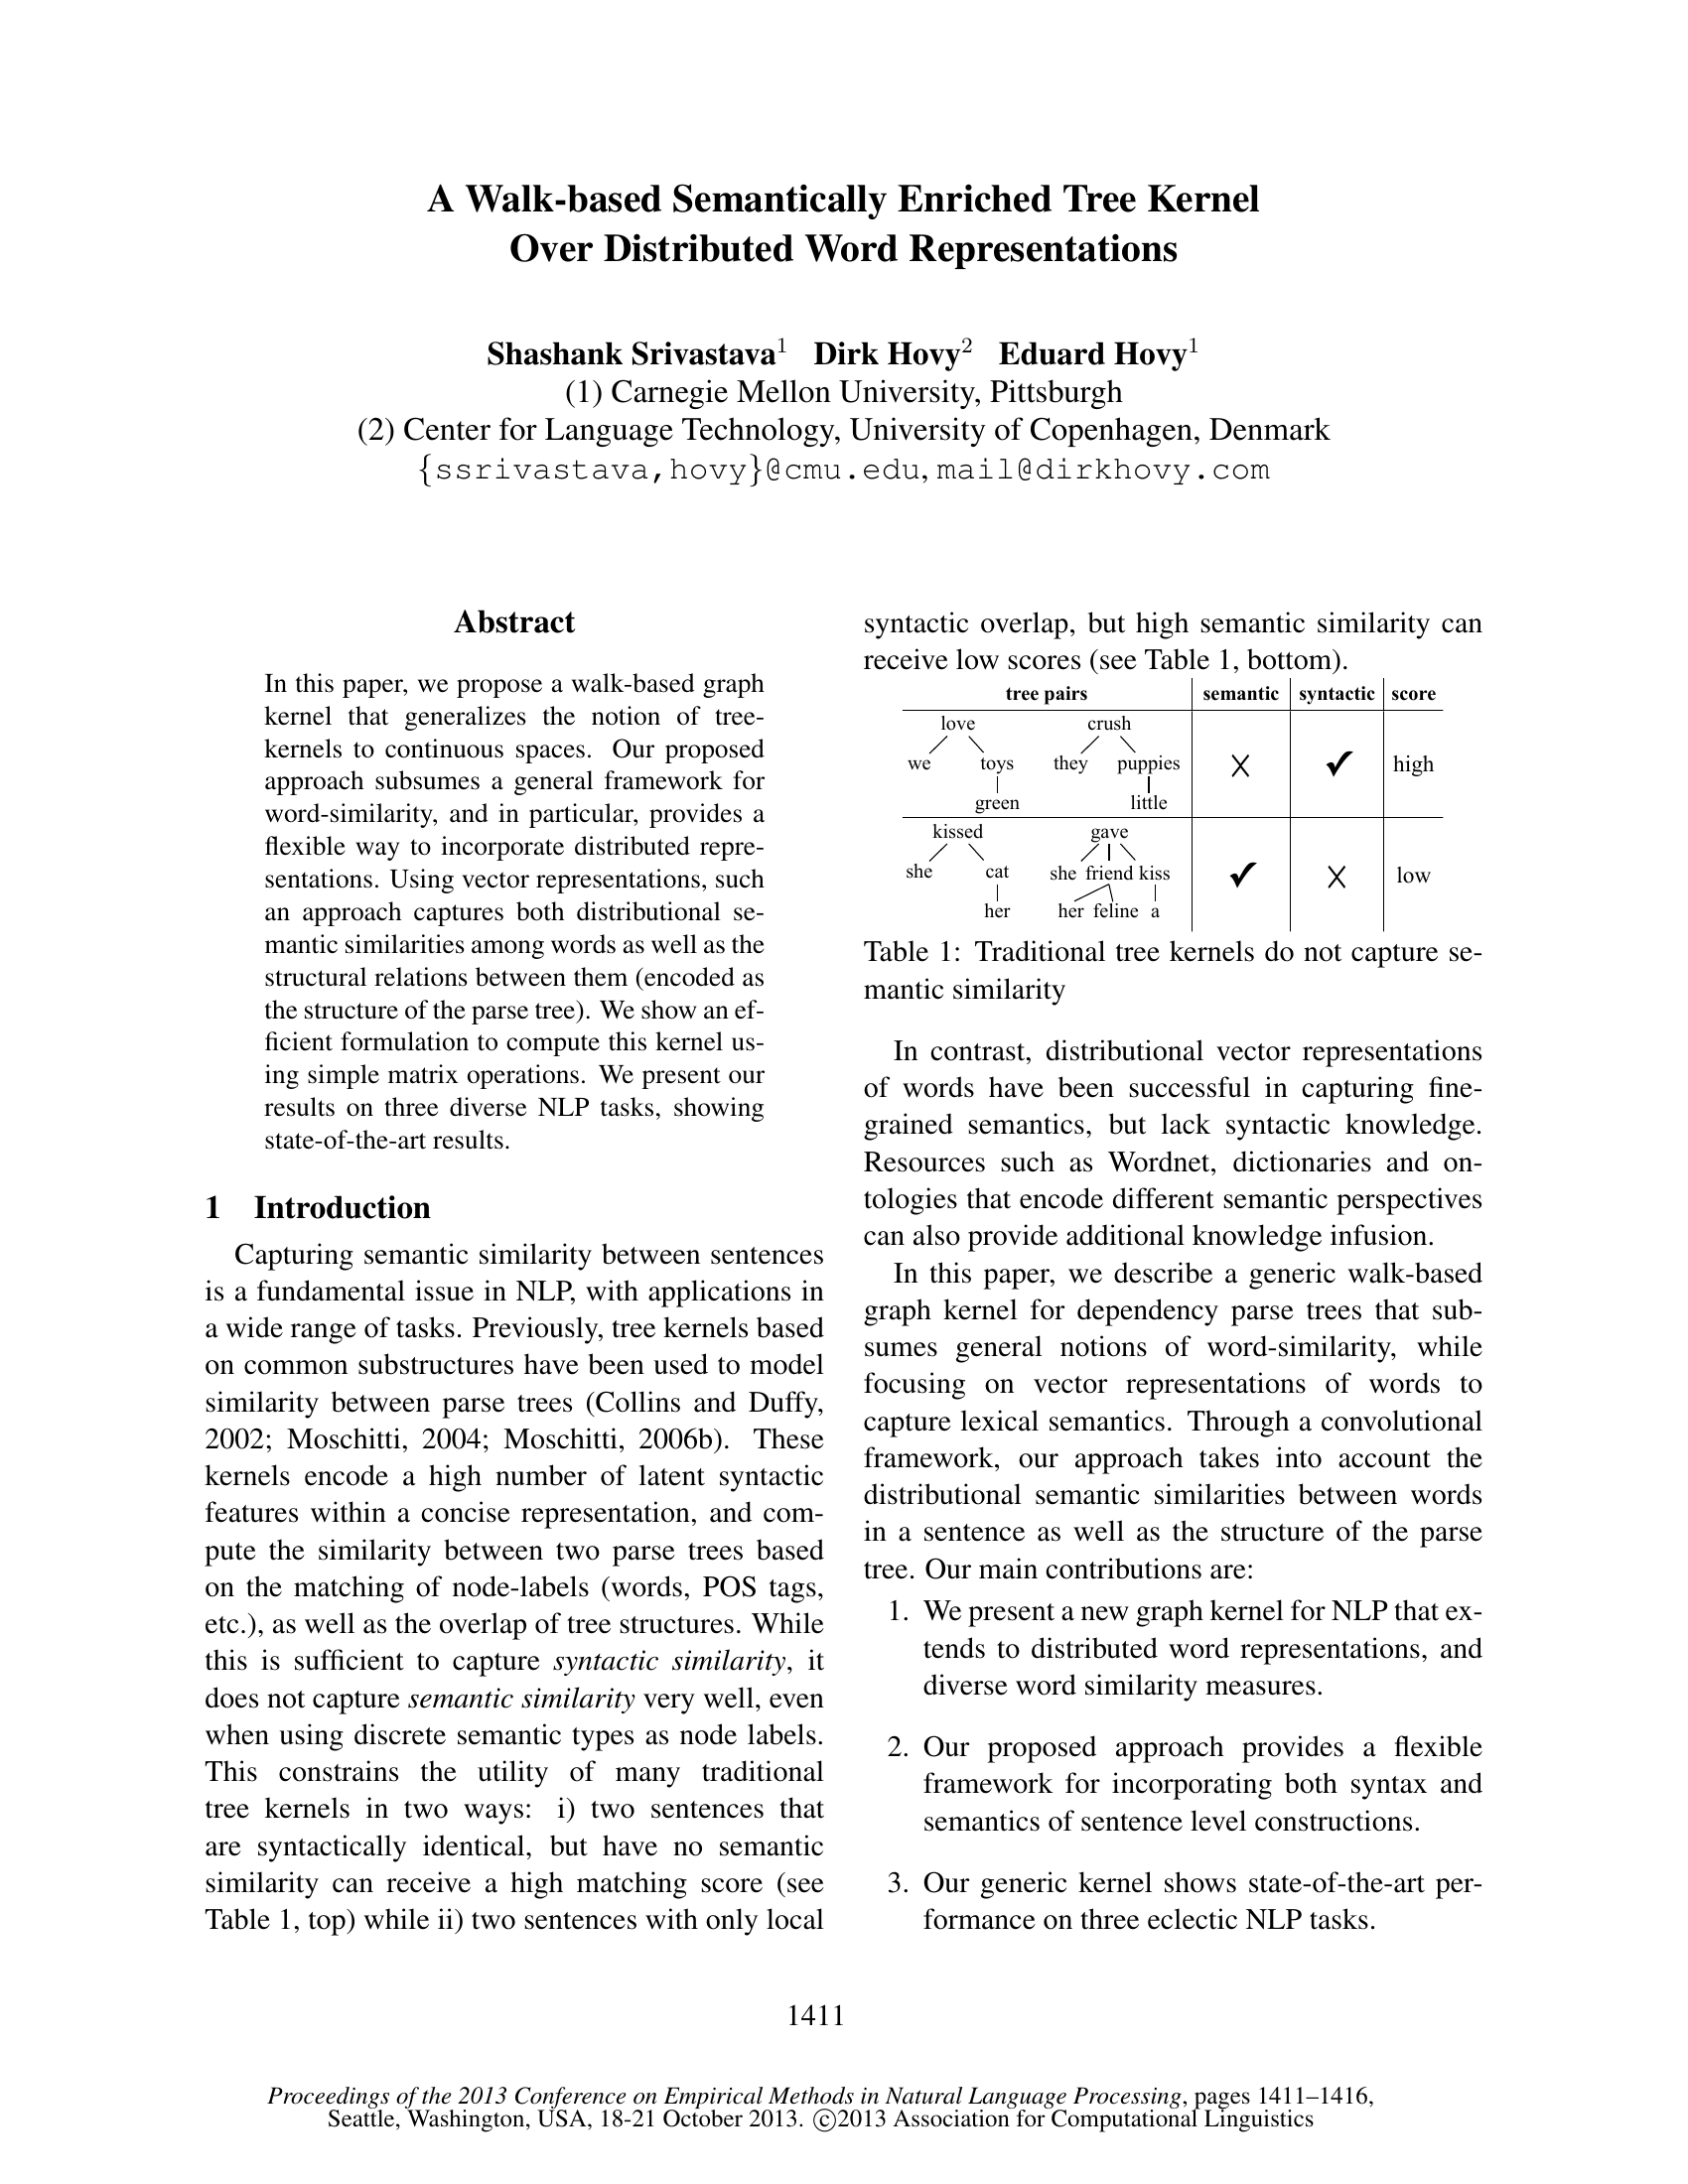 A Walk-based Semantically Enriched Tree Kernel
Over Distributed Word Representations
Shashank Srivastava1 Dirk Hovy2 Eduard Hovy1
(1) Carnegie Mellon University, Pittsburgh
(2) Center for Language Technology, University of Copenhagen, Denmark
{ssrivastava,hovy}@cmu.edu, mail@dirkhovy.com
Abstract
In this paper, we propose a walk-based graph
kernel that generalizes the notion of tree-
kernels to continuous spaces. Our proposed
approach subsumes a general framework for
word-similarity, and in particular, provides a
flexible way to incorporate distributed repre-
sentations. Using vector representations, such
an approach captures both distributional se-
mantic similarities among words as well as the
structural relations between them (encoded as
the structure of the parse tree). We show an ef-
ficient formulation to compute this kernel us-
ing simple matrix operations. We present our
results on three diverse NLP tasks, showing
state-of-the-art results.
1 Introduction
Capturing semantic similarity between sentences
is a fundamental issue in NLP, with applications in
a wide range of tasks. Previously, tree kernels based
on common substructures have been used to model
similarity between parse trees (Collins and Duffy,
2002; Moschitti, 2004; Moschitti, 2006b). These
kernels encode a high number of latent syntactic
features within a concise representation, and com-
pute the similarity between two parse trees based
on the matching of node-labels (words, POS tags,
etc.), as well as the overlap of tree structures. While
this is sufficient to capture syntactic similarity, it
does not capture semantic similarity very well, even
when using discrete semantic types as node labels.
This constrains the utility of many traditional
tree kernels in two ways: i) two sentences that
are syntactically identical, but have no semantic
similarity can receive a high matching score (see
Table 1, top) while ii) two sentences with only local
syntactic overlap, but high semantic similarity can
receive low scores (see Table 1, bottom).
tree pairs semantic syntactic score
love crush
we toys they puppies ✗ ✓ high
green little
kissed gave
she cat she friend kiss ✓ ✗ low
her her feline a
Table 1: Traditional tree kernels do not capture se-
mantic similarity
In contrast, distributional vector representations
of words have been successful in capturing fine-
grained semantics, but lack syntactic knowledge.
Resources such as Wordnet, dictionaries and on-
tologies that encode different semantic perspectives
can also provide additional knowledge infusion.
In this paper, we describe a generic walk-based
graph kernel for dependency parse trees that sub-
sumes general notions of word-similarity, while
focusing on vector representations of words to
capture lexical semantics. Through a convolutional
framework, our approach takes into account the
distributional semantic similarities between words
in a sentence as well as the structure of the parse
tree. Our main contributions are:
1. We present a new graph kernel for NLP that ex-
tends to distributed word representations, and
diverse word similarity measures.
2. Our proposed approach provides a flexible
framework for incorporating both syntax and
semantics of sentence level constructions.
3. Our generic kernel shows state-of-the-art per-
formance on three eclectic NLP tasks.
1411
Proceedings of the 2013 Conference on Empirical Methods in Natural Language Processing, pages 1411–1416,
Seattle, Washington, USA, 18-21 October 2013. ©2013 Association for Computational Linguistics